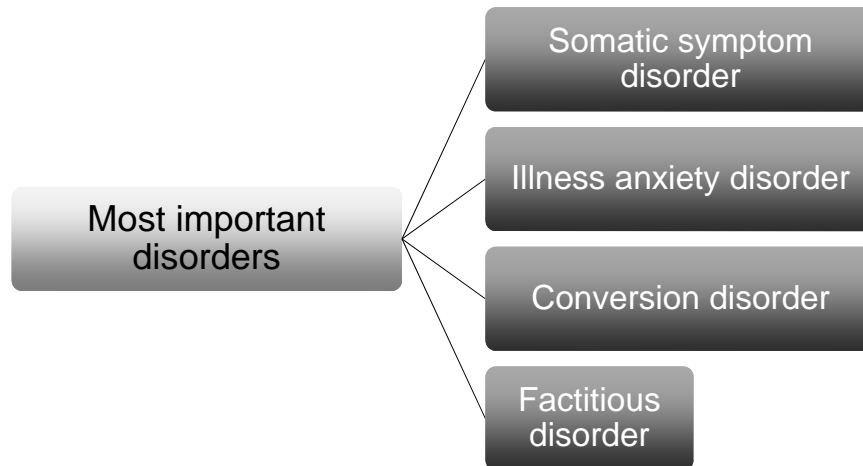 Most important
disorders
Somatic symptom
disorder
Illness anxiety disorder
Conversion disorder
Factitious
disorder